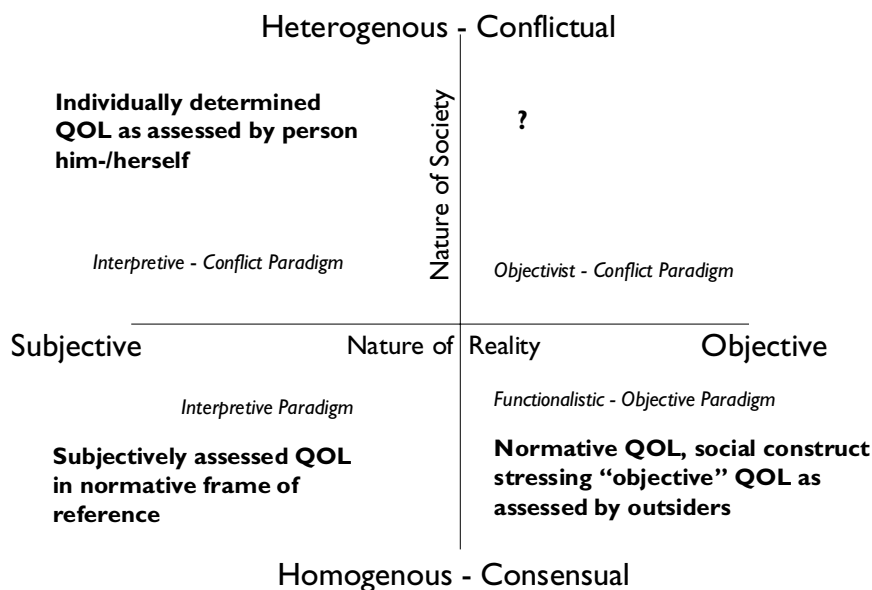 Heterogenous - Conflictual
Individually determined
QOL as assessed by person
him-/herself
Nature of Society
?
Interpretive - Conflict Paradigm
Objectivist - Conflict Paradigm
Subjective
Nature of Reality
Objective
Interpretive Paradigm
Functionalistic - Objective Paradigm
Subjectively assessed QOL
in normative frame of
reference
Normative QOL, social construct
stressing “objective” QOL as
assessed by outsiders
Homogenous - Consensual